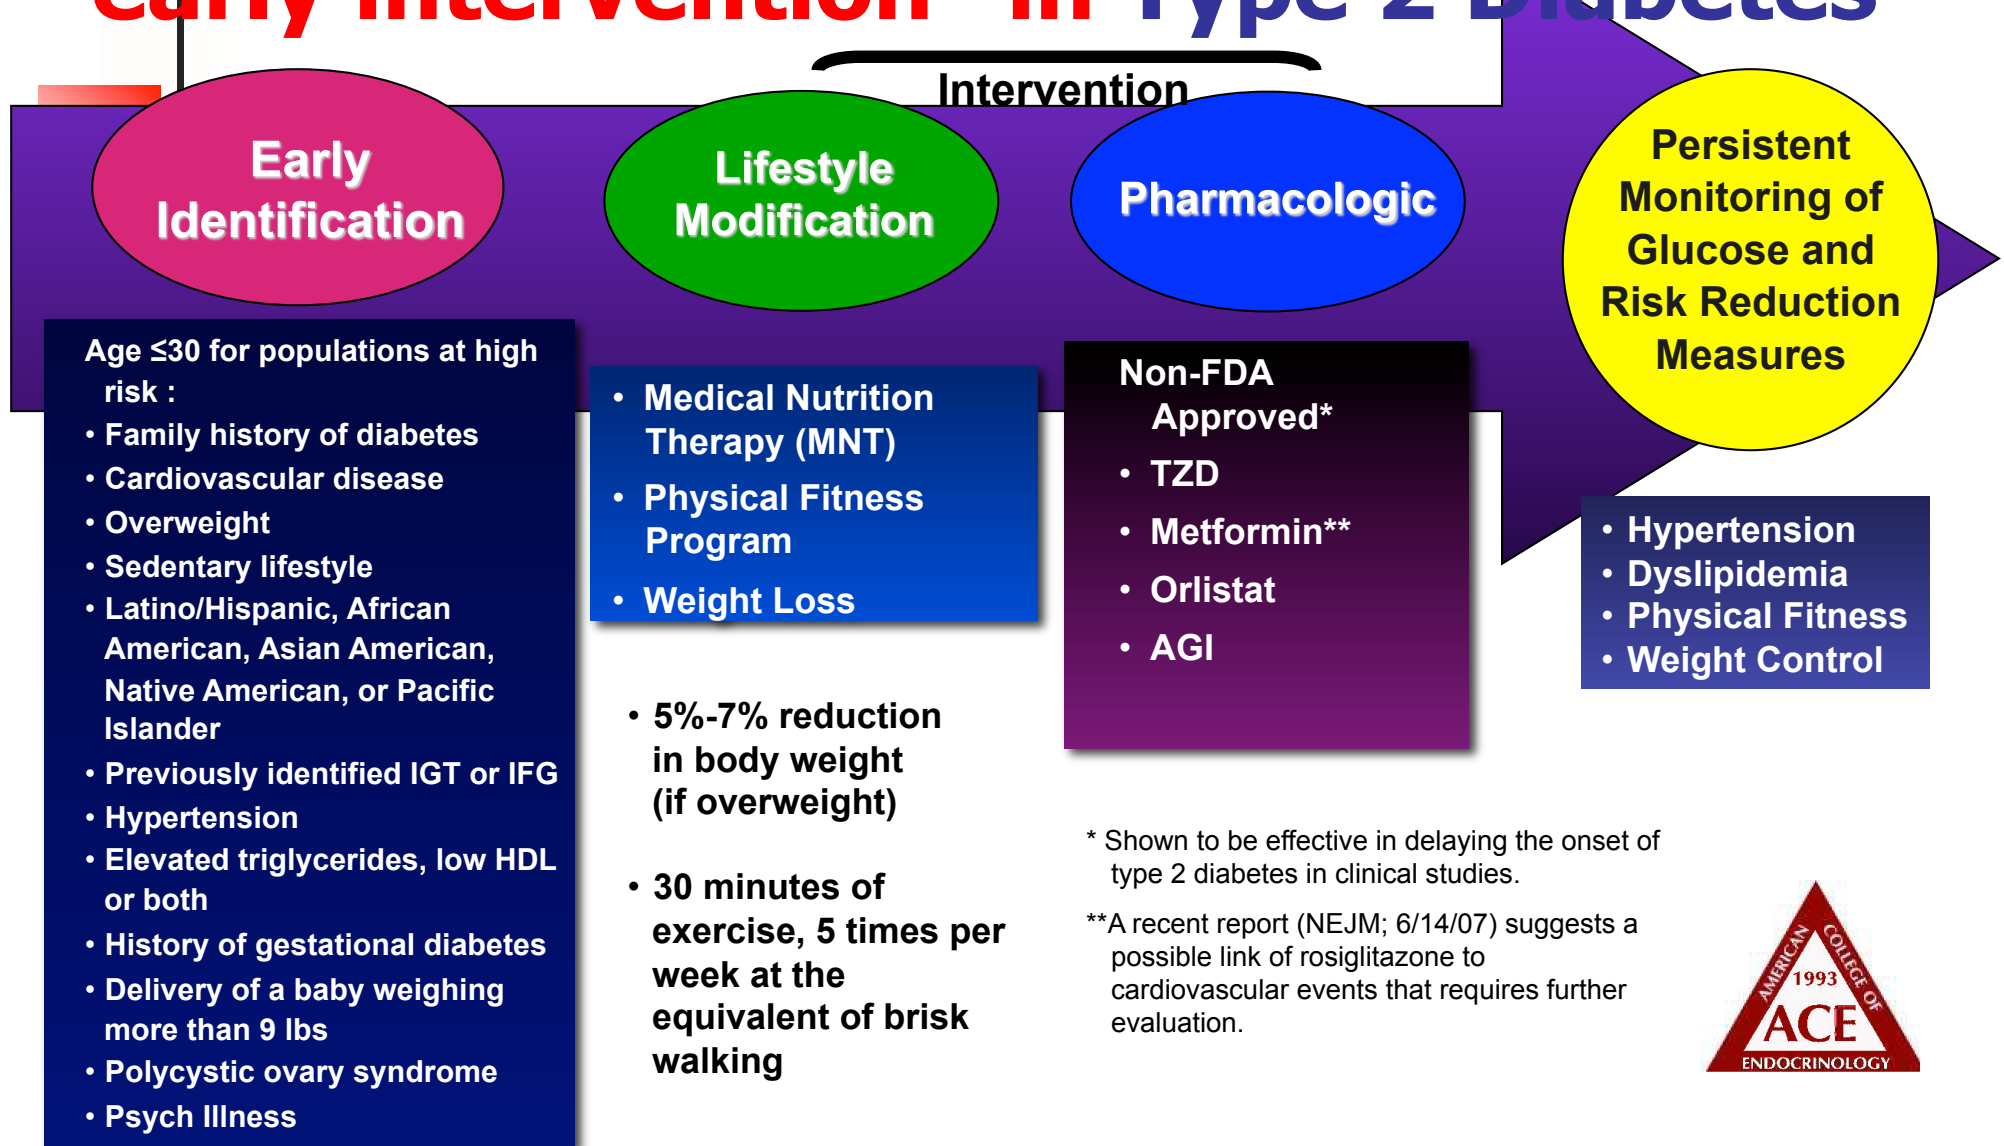 early intervention" in Type 2 Diabetes
Intervention
Early
Identification
Lifestyle
Modification
Pharmacologic
Persistent
Monitoring of
Glucose and
Risk Reduction
Measures
Age ≤30 for populations at high
risk :
• Family history of diabetes
• Cardiovascular disease
• Overweight
• Sedentary lifestyle
• Latino/Hispanic, African
American, Asian American,
Native American, or Pacific
Islander
• Previously identified IGT or IFG
• Hypertension
• Elevated triglycerides, low HDL
or both
• History of gestational diabetes
• Delivery of a baby weighing
more than 9 lbs
• Polycystic ovary syndrome
• Psych Illness
• Medical Nutrition
Therapy (MNT)
• Physical Fitness
Program
• Weight Loss
• 5%-7% reduction
in body weight
(if overweight)
• 30 minutes of
exercise, 5 times per
week at the
equivalent of brisk
walking
Non-FDA
Approved*
• TZD
• Metformin**
• Orlistat
• AGI
* Shown to be effective in delaying the onset of
type 2 diabetes in clinical studies.
**A recent report (NEJM; 6/14/07) suggests a
possible link of rosiglitazone to
cardiovascular events that requires further
evaluation.
• Hypertension
• Dyslipidemia
• Physical Fitness
• Weight Control
AMERICAN COLLEGE OF
1993
ACE
ENDOCRINOLOGY